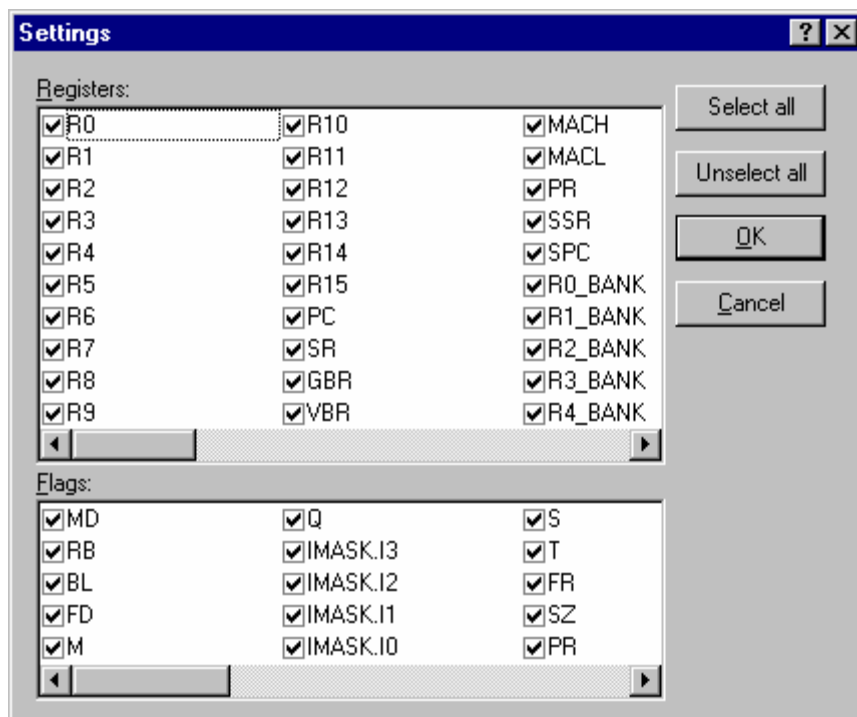 Settings
Registers:
R0 R10 MACH
R1 R11 MACL
R2 R12 PR
R3 R13 SSR
R4 R14 SPC
R5 R15 R0_BANK
R6 PC R1_BANK
R7 SR R2_BANK
R8 GBR R3_BANK
R9 VBR R4_BANK
Flags:
MD Q S
RB IMASK.I3 T
BL IMASK.I2 FR
FD IMASK.I1 SZ
M IMASK.I0 PR
Select all
Unselect all
OK
Cancel